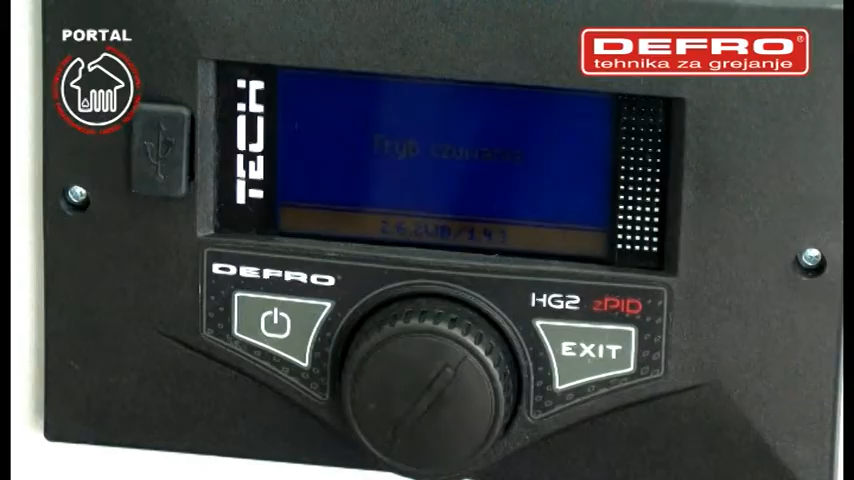 PORTAL
DEFRO®
tehnika za grejanje
TECH
Tryb czuwania
DEFRO®
HG2 zPID
EXIT